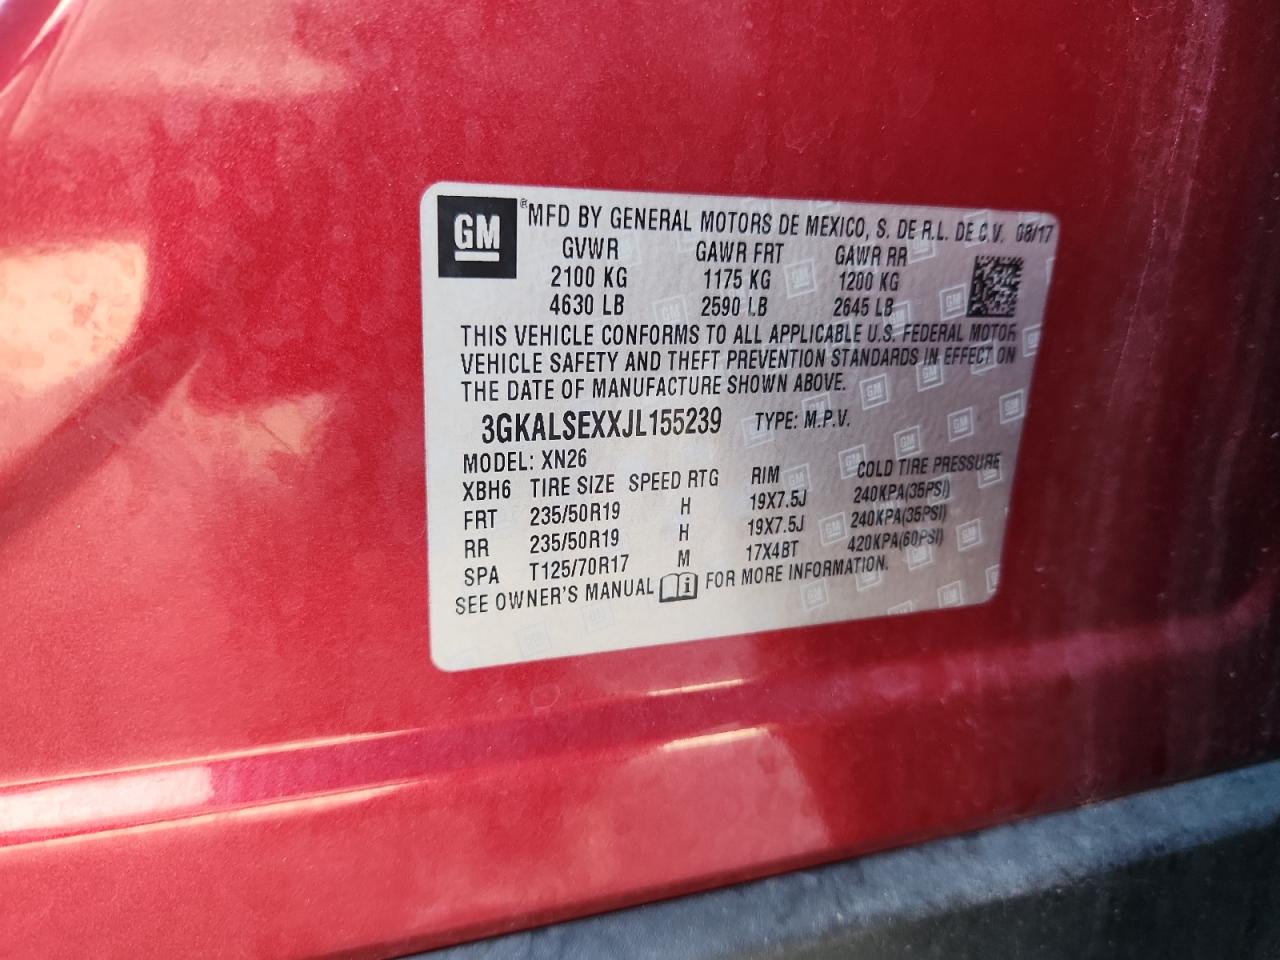 GM ® MFD BY GENERAL MOTORS DE MEXICO, S. DE R.L. DE C.V. 08/17
GVWR GAWR FRT GAWR RR
2100 KG 1175 KG 1200 KG
4630 LB 2590 LB 2645 LB
THIS VEHICLE CONFORMS TO ALL APPLICABLE U.S. FEDERAL MOTOR
VEHICLE SAFETY AND THEFT PREVENTION STANDARDS IN EFFECT ON
THE DATE OF MANUFACTURE SHOWN ABOVE.
3GKALSEXXJL155239 TYPE: M.P.V.
MODEL: XN26
XBH6 TIRE SIZE SPEED RTG RIM COLD TIRE PRESSURE
FRT 235/50R19 H 19X7.5J 240KPA(35PSI)
RR 235/50R19 H 19X7.5J 240KPA(35PSI)
SPA T125/70R17 M 17X4BT 420KPA(60PSI)
SEE OWNER'S MANUAL FOR MORE INFORMATION.